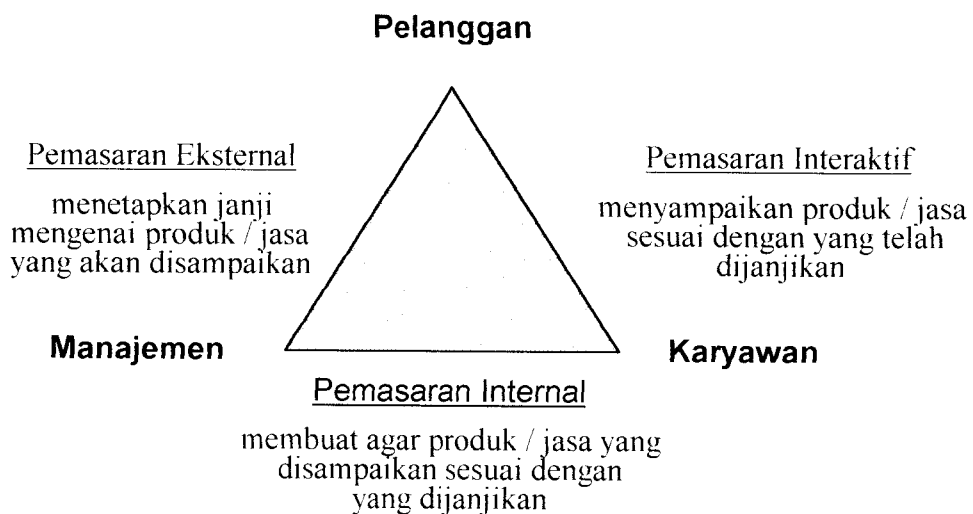 Pelanggan
Pemasaran Eksternal
menetapkan janji
mengenai produk / jasa
yang akan disampaikan
Pemasaran Interaktif
menyampaikan produk / jasa
sesuai dengan yang telah
dijanjikan
Manajemen
Karyawan
Pemasaran Internal
membuat agar produk / jasa yang
disampaikan sesuai dengan
yang dijanjikan